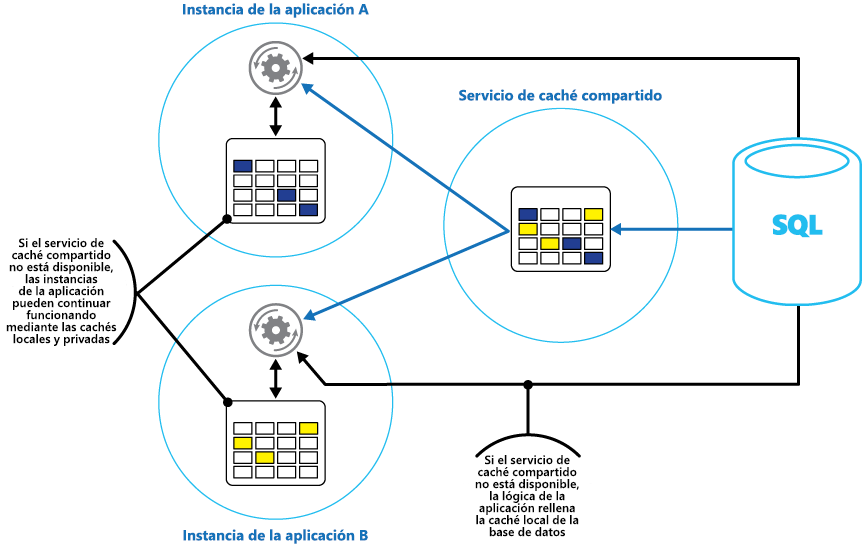 Instancia de la aplicación A
Servicio de caché compartido
SQL
Si el servicio de
caché compartido
no está disponible,
las instancias
de la aplicación
pueden continuar
funcionando
mediante las cachés
locales y privadas
Si el servicio de
caché compartido
no está disponible,
la lógica de la
aplicación rellena
la caché local de la
base de datos
Instancia de la aplicación B